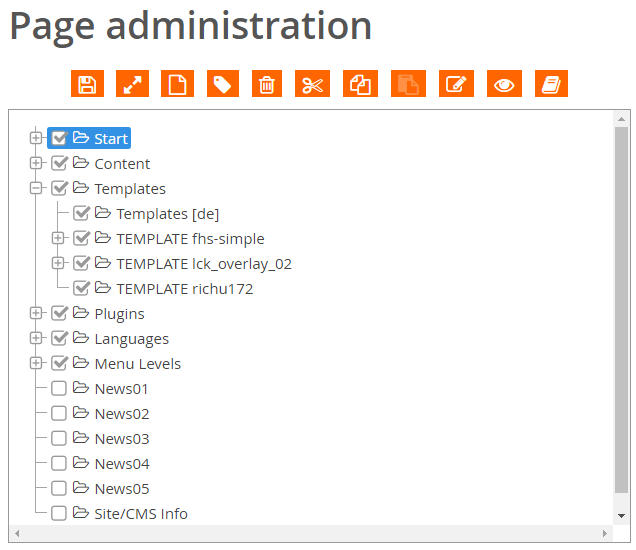 Page administration
Start
Content
Templates
Templates [de]
TEMPLATE fhs-simple
TEMPLATE lck_overlay_02
TEMPLATE richu172
Plugins
Languages
Menu Levels
News01
News02
News03
News04
News05
Site/CMS Info